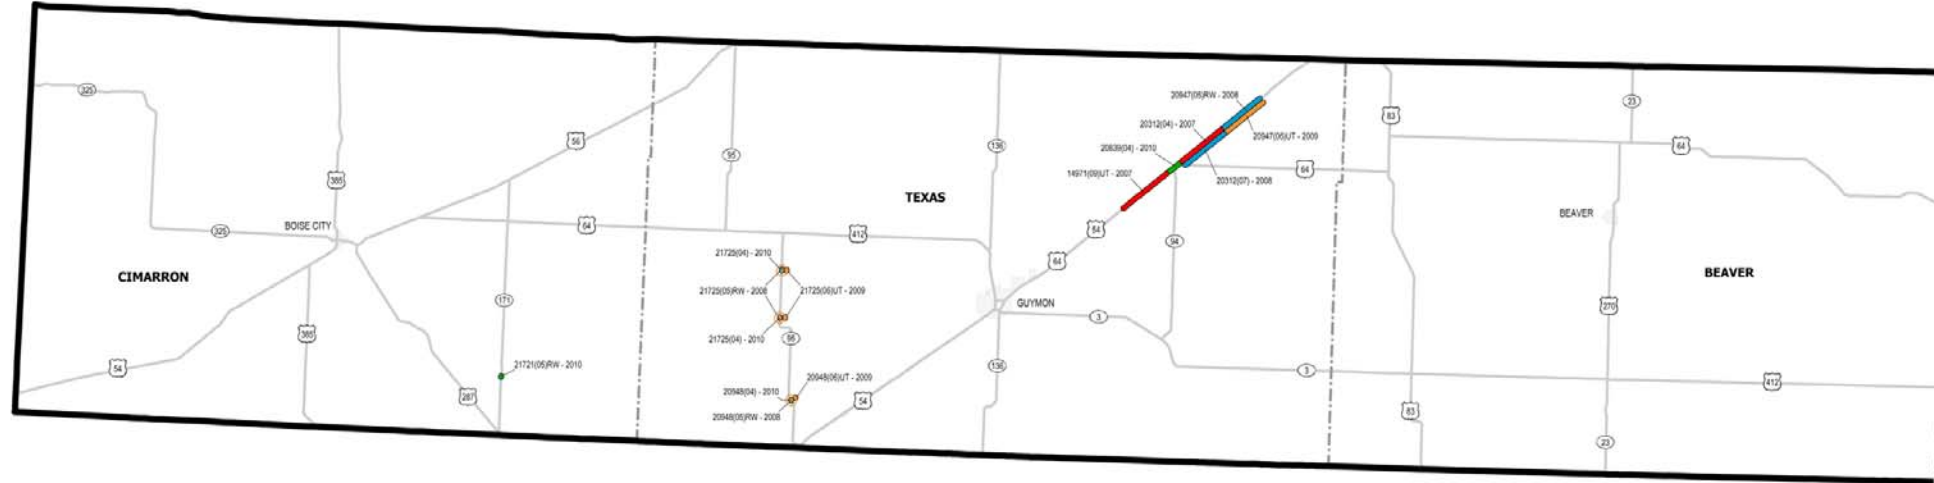 325
56
385
325
BOISE CITY
CIMARRON
54
385
171
287
21721(05)RW - 2010
64
95
412
136
TEXAS
21725(04) - 2010
21725(05)RW - 2008
21725(06)UT - 2009
21725(04) - 2010
95
20948(06)UT - 2009
20948(04) - 2010
20948(05)RW - 2008
54
136
GUYMON
64
54
3
94
20947(05)RW - 2008
20312(04) - 2007
20947(06)UT - 2009
20839(04) - 2010
14971(09)UT - 2007
20312(07) - 2008
64
3
83
23
64
BEAVER
BEAVER
270
412
83
23